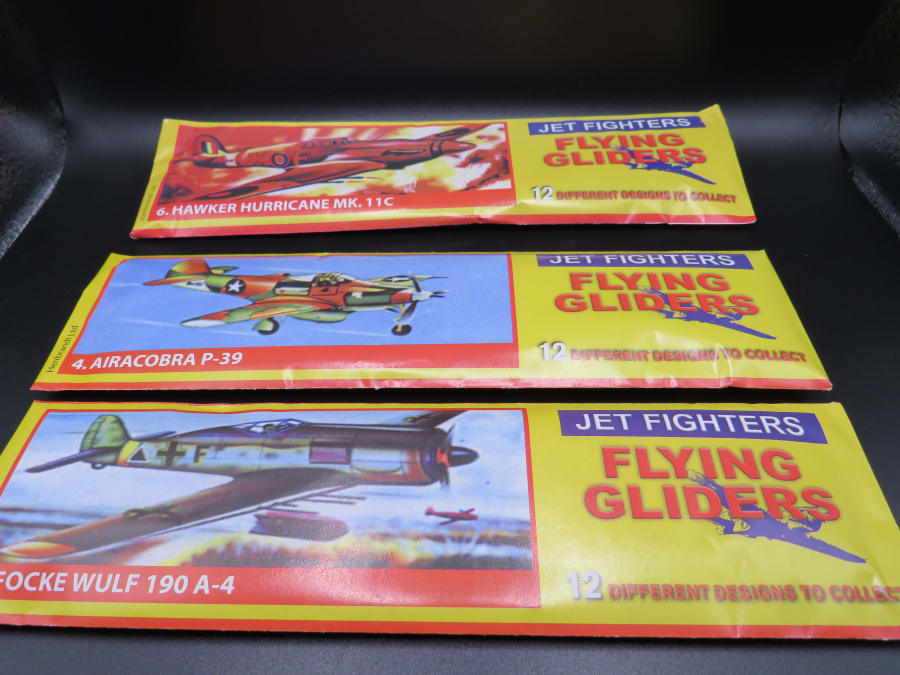 JET FIGHTERS
FLYING
GLIDERS
12 DIFFERENT DESIGNS TO COLLECT
6. HAWKER HURRICANE MK. 11C
JET FIGHTERS
FLYING
GLIDERS
12 DIFFERENT DESIGNS TO COLLECT
4. AIRACOBRA P-39
Henbrandt Ltd
JET FIGHTERS
FLYING
GLIDERS
12 DIFFERENT DESIGNS TO COLLECT
FOCKE WULF 190 A-4
F